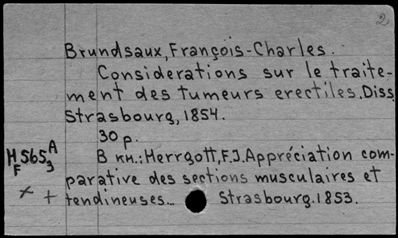 2
Brundsaux, François-Charles.
Considerations sur le traite-
ment des tumeurs erectiles. Diss.
Strasbourg, 1854.
30 p.
H 565 A
F 3
В кн.: Herrgott, F.J. Appréciation com-
parative des sections musculaires et
tendineuses... Strasbourg. 1853.
× +